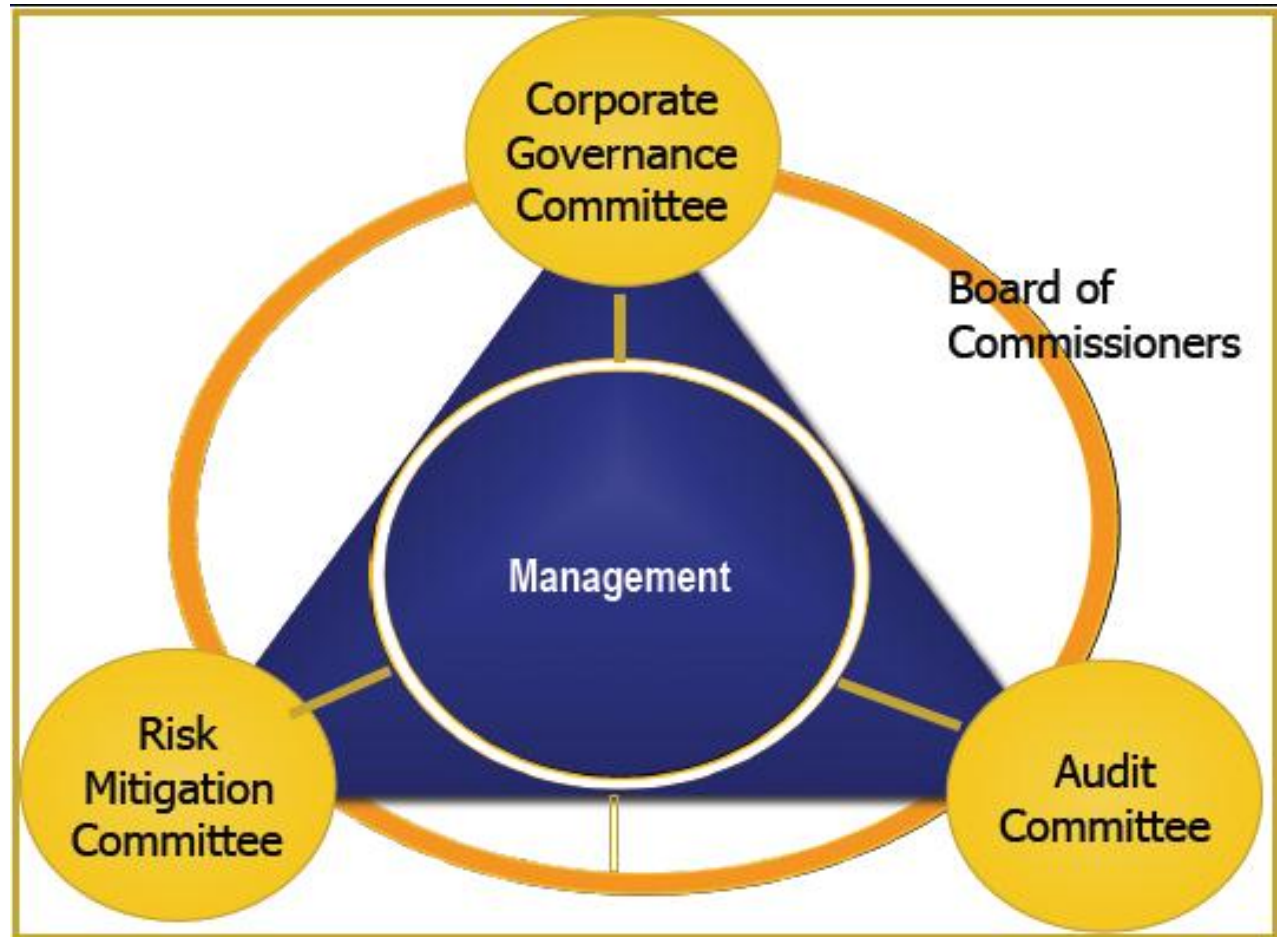 Corporate
Governance
Committee
Board of
Commissioners
Management
Risk
Mitigation
Committee
Audit
Committee